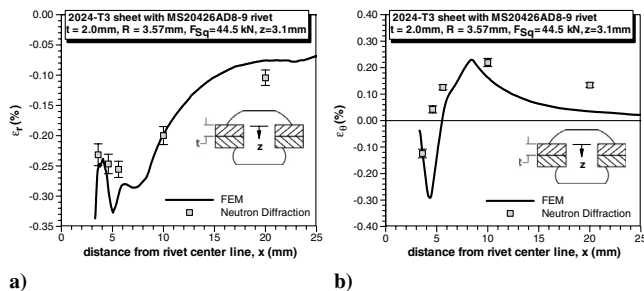 2024-T3 sheet with MS20426AD8-9 rivet
t = 2.0mm, R = 3.57mm, FSq=44.5 kN, z=3.1mm
0.00
-0.05
-0.10
-0.15
-0.20
-0.25
-0.30
-0.35
εr (%)
t
z
FEM
Neutron Diffraction
0 5 10 15 20 25
distance from rivet center line, x (mm)
a)
2024-T3 sheet with MS20426AD8-9 rivet
t = 2.0mm, R = 3.57mm, FSq=44.5 kN, z=3.1mm
0.40
0.30
0.20
0.10
0.00
-0.10
-0.20
-0.30
-0.40
εθ (%)
t
z
FEM
Neutron Diffraction
0 5 10 15 20 25
distance from rivet center line, x (mm)
b)